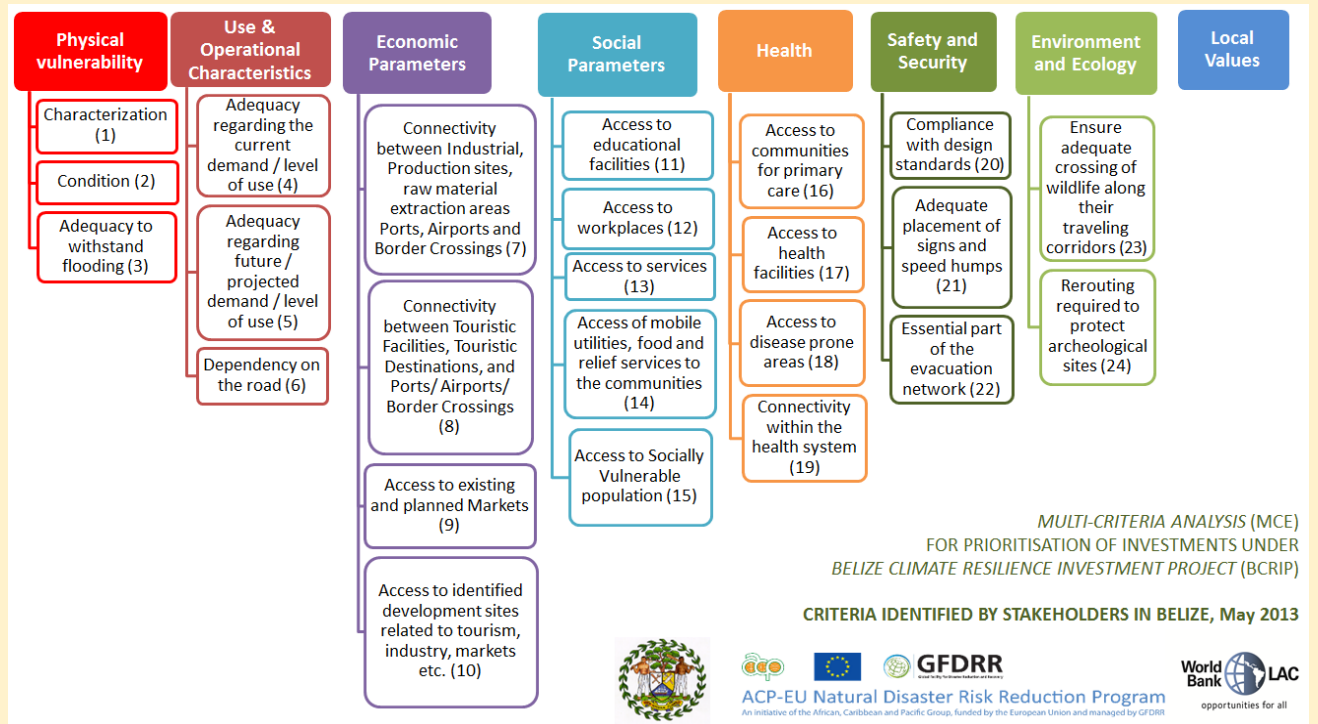 Physical
vulnerability
Characterization
(1)
Condition (2)
Adequacy to
withstand
flooding (3)
Use &
Operational
Characteristics
Adequacy
regarding the
current
demand / level
of use (4)
Adequacy
regarding
future /
projected
demand / level
of use (5)
Dependency on
the road (6)
Economic
Parameters
Connectivity
between Industrial,
Production sites,
raw material
extraction areas
Ports, Airports and
Border Crossings (7)
Connectivity
between Touristic
Facilities, Touristic
Destinations, and
Ports/ Airports/
Border Crossings
(8)
Access to existing
and planned Markets
(9)
Access to identified
development sites
related to tourism,
industry, markets
etc. (10)
Social
Parameters
Access to
educational
facilities (11)
Access to
workplaces (12)
Access to services
(13)
Access of mobile
utilities, food and
relief services to
the communities
(14)
Access to Socially
Vulnerable
population (15)
Health
Access to
communities
for primary
care (16)
Access to
health
facilities (17)
Access to
disease prone
areas (18)
Connectivity
within the
health system
(19)
Safety and
Security
Compliance
with design
standards (20)
Adequate
placement of
signs and
speed humps
(21)
Essential part of
the evacuation
network (22)
Environment
and Ecology
Ensure
adequate
crossing of
wildlife along
their
traveling
corridors (23)
Rerouting
required to
protect
archeological
sites (24)
Local
Values
MULTI-CRITERIA ANALYSIS (MCE)
FOR PRIORITISATION OF INVESTMENTS UNDER
BELIZE CLIMATE RESILIENCE INVESTMENT PROJECT (BCRIP)
CRITERIA IDENTIFIED BY STAKEHOLDERS IN BELIZE, May 2013
GFDRR
ACP-EU Natural Disaster Risk Reduction Program
An initiative of the African, Caribbean and Pacific Group, funded by the European Union and managed by GFDRR
World
Bank
LAC
opportunities for all